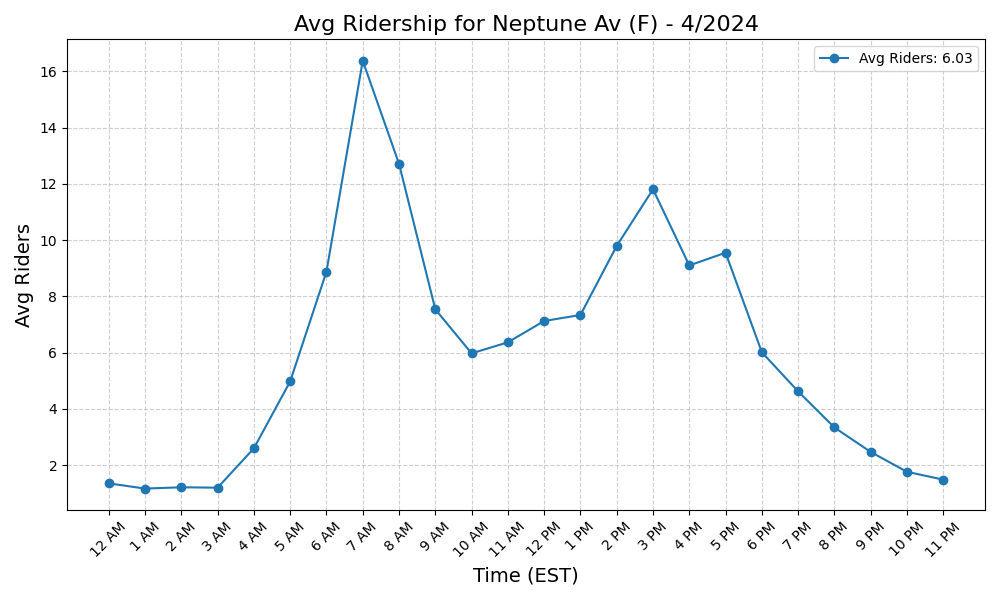 Avg Ridership for Neptune Av (F) - 4/2024
Avg Riders: 6.03
Avg Riders
16
14
12
10
8
6
4
2
12 AM
1 AM
2 AM
3 AM
4 AM
5 AM
6 AM
7 AM
8 AM
9 AM
10 AM
11 AM
12 PM
1 PM
2 PM
3 PM
4 PM
5 PM
6 PM
7 PM
8 PM
9 PM
10 PM
11 PM
Time (EST)